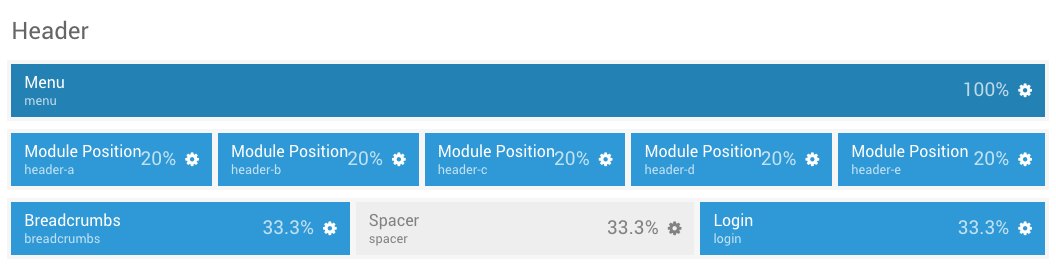 Header
Menu
menu
100%
Module Position
header-a
20%
Module Position
header-b
20%
Module Position
header-c
20%
Module Position
header-d
20%
Module Position
header-e
20%
Breadcrumbs
breadcrumbs
33.3%
Spacer
spacer
33.3%
Login
login
33.3%